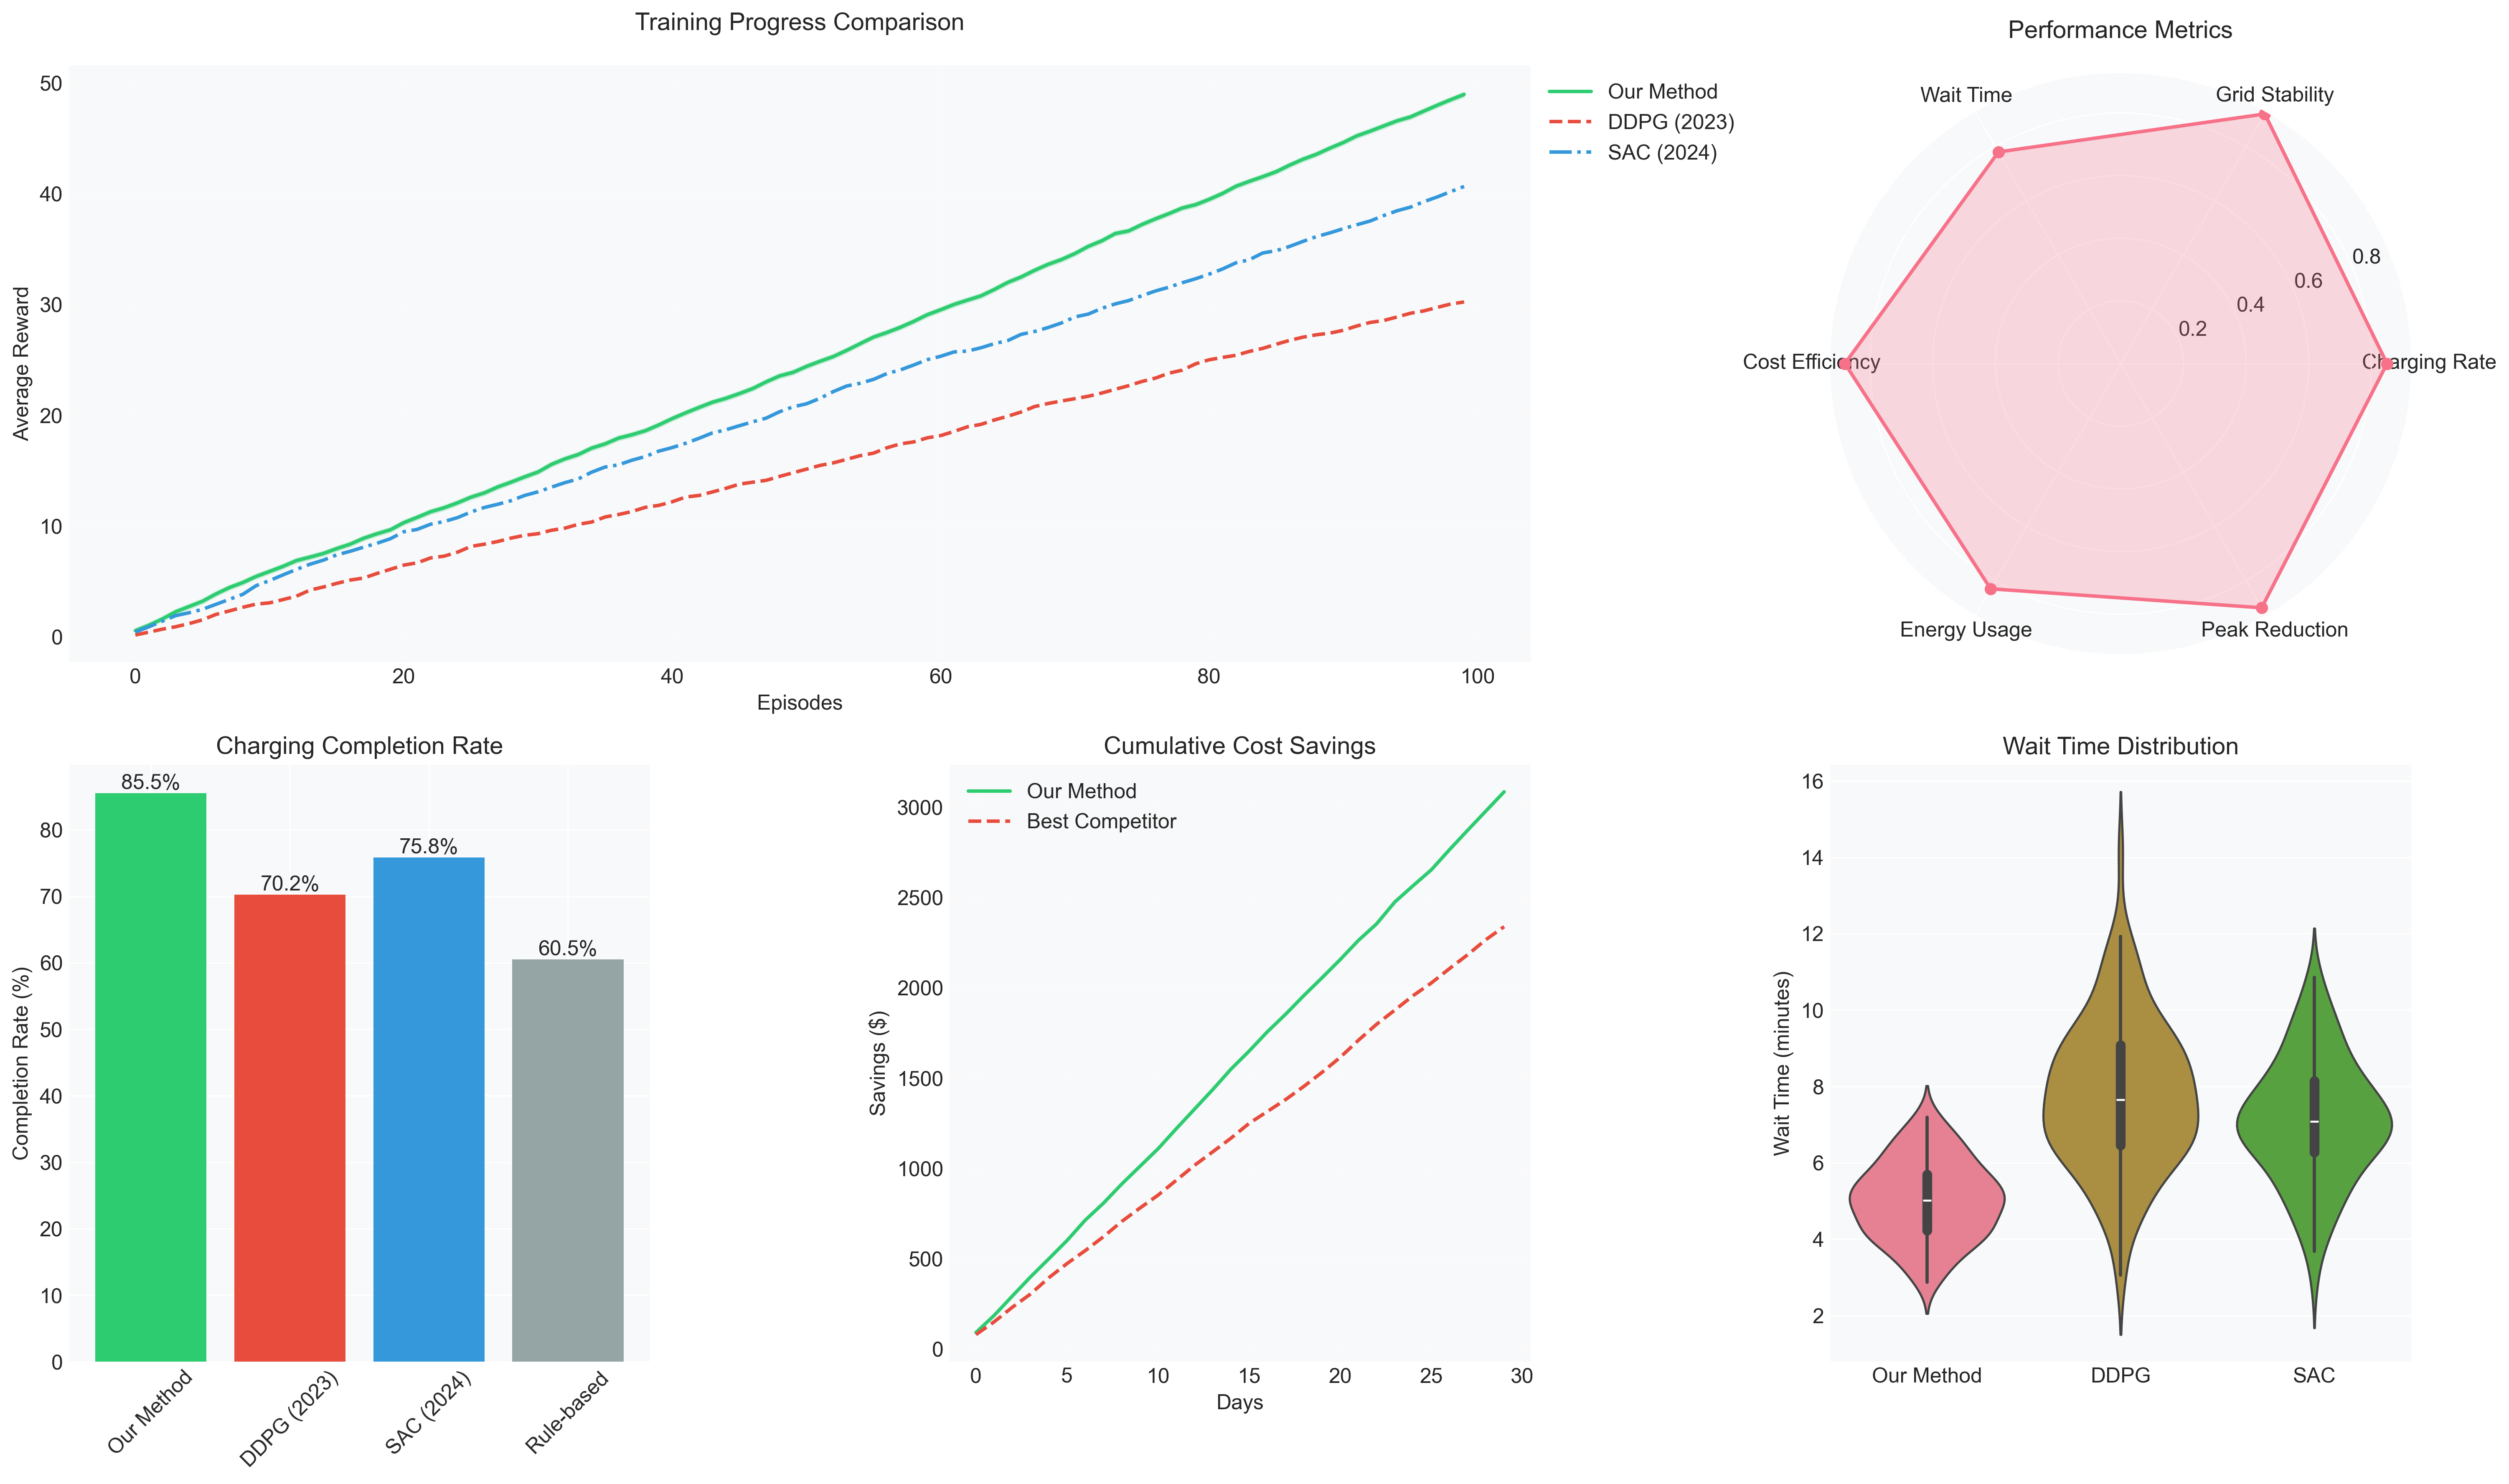 Training Progress Comparison
50
40
30
20
10
0
Average Reward
0 20 40 60 80 100
Episodes
Our Method
DDPG (2023)
SAC (2024)
Performance Metrics
Wait Time
Grid Stability
Cost Efficiency
Charging Rate
0.8
0.6
0.4
0.2
Energy Usage
Peak Reduction
Charging Completion Rate
85.5%
70.2%
75.8%
60.5%
80
70
60
50
40
30
20
10
0
Completion Rate (%)
Our Method
DDPG (2023)
SAC (2024)
Rule-based
Cumulative Cost Savings
Our Method
Best Competitor
3000
2500
2000
1500
1000
500
0
Savings ($)
0 5 10 15 20 25 30
Days
Wait Time Distribution
16
14
12
10
8
6
4
2
Wait Time (minutes)
Our Method
DDPG
SAC